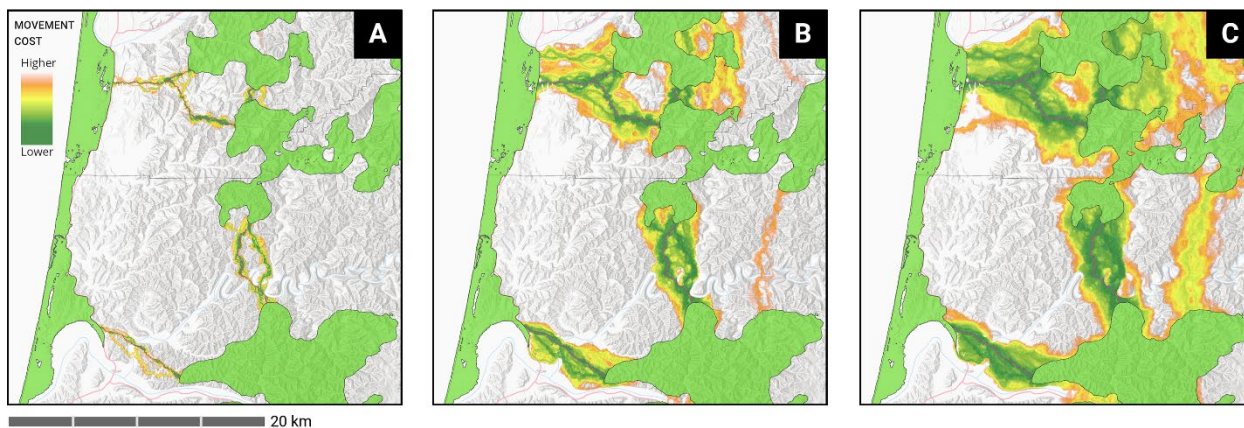 MOVEMENT
COST
Higher
Lower
A
B
C
20 km